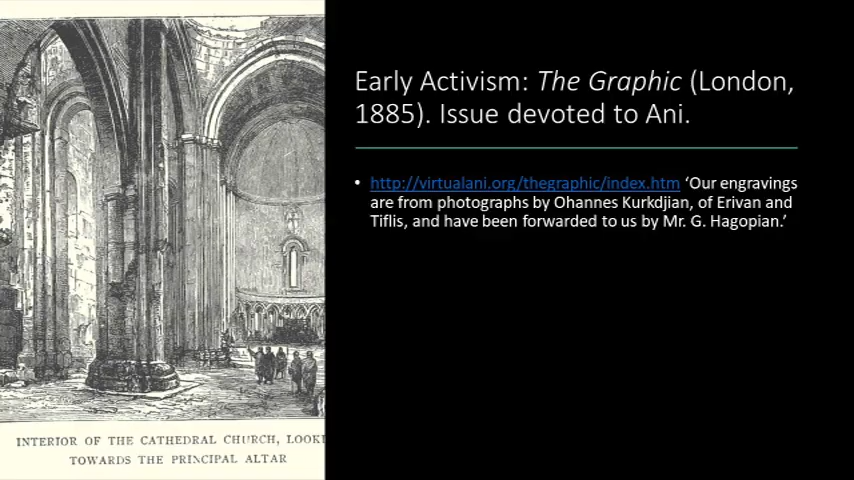 Early Activism: The Graphic (London,
1885). Issue devoted to Ani.
• http://virtualani.org/thegraphic/index.htm ‘Our engravings
are from photographs by Ohannes Kurkdjian, of Erivan and
Tiflis, and have been forwarded to us by Mr. G. Hagopian.’
INTERIOR OF THE CATHEDRAL CHURCH,
TOWARDS THE PRINCIPAL ALTAR